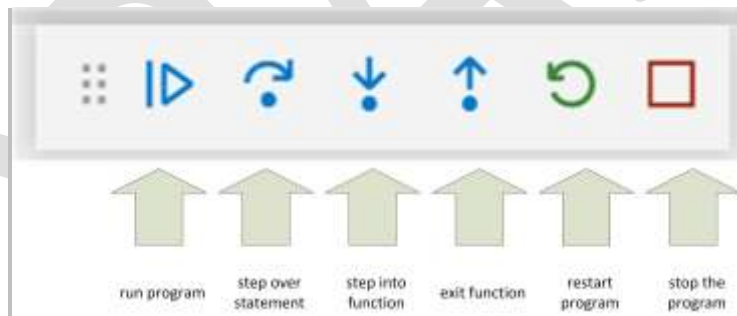 run program
step over
statement
step into
function
exit function
restart
program
stop the
program